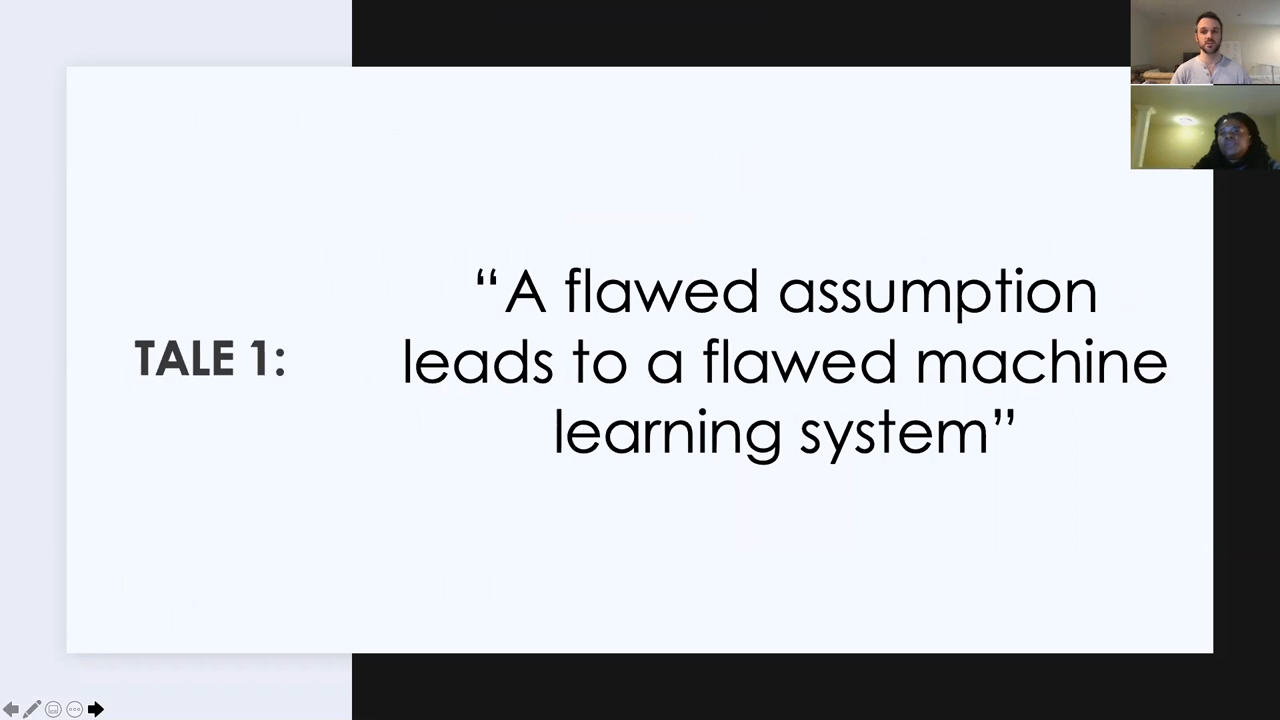 TALE 1:
“A flawed assumption
leads to a flawed machine
learning system”